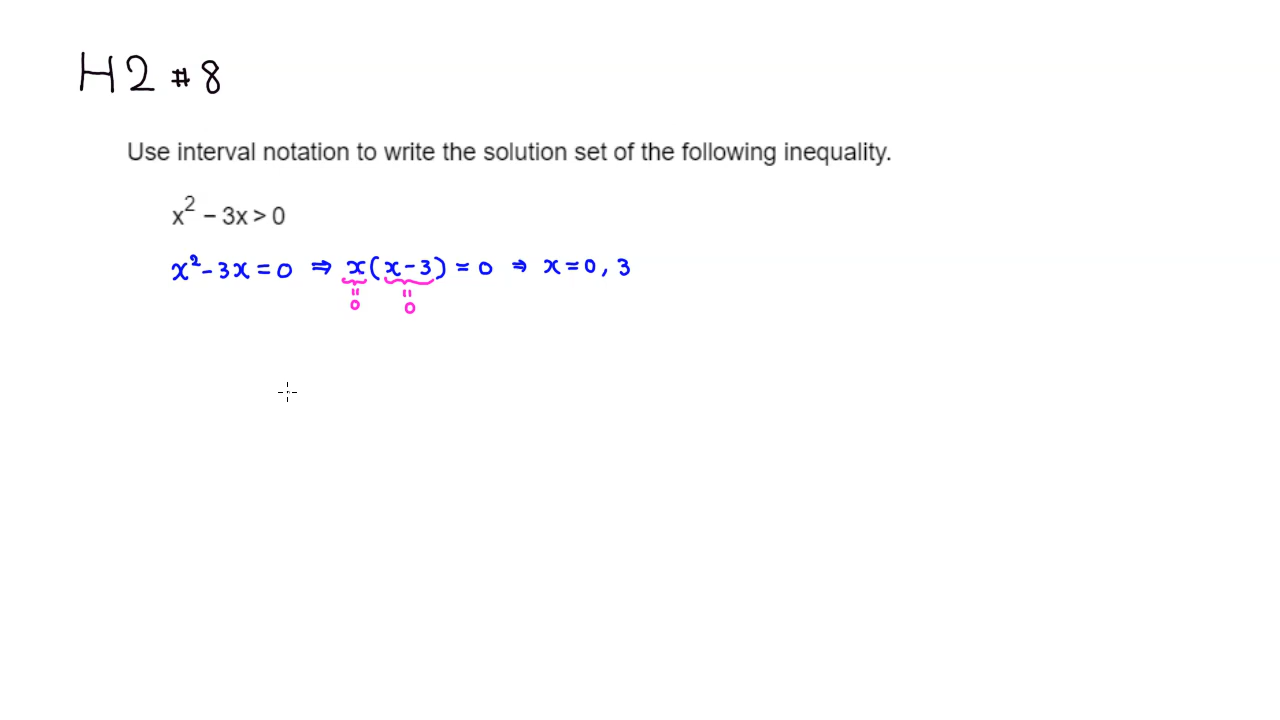 H2 #8
Use interval notation to write the solution set of the following inequality.
x² − 3x > 0
x² - 3x = 0 ⇒ x(x-3) = 0 ⇒ x = 0, 3
" "
0 0